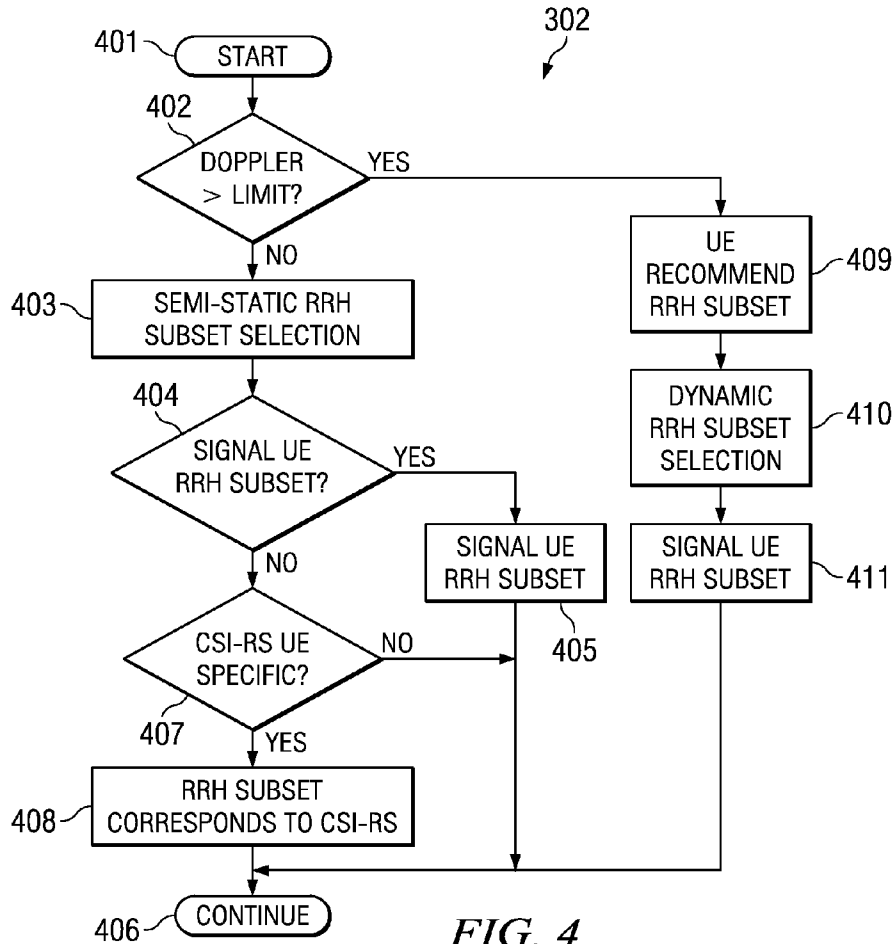 401
START
302
402
DOPPLER
> LIMIT?
YES
NO
UE
RECOMMEND
RRH SUBSET
409
403
SEMI-STATIC RRH
SUBSET SELECTION
404
SIGNAL UE
RRH SUBSET?
YES
NO
DYNAMIC
RRH SUBSET
SELECTION
410
SIGNAL UE
RRH SUBSET
405
SIGNAL UE
RRH SUBSET
411
CSI-RS UE
SPECIFIC?
NO
407
YES
408
RRH SUBSET
CORRESPONDS TO CSI-RS
406
CONTINUE
FIG. 4